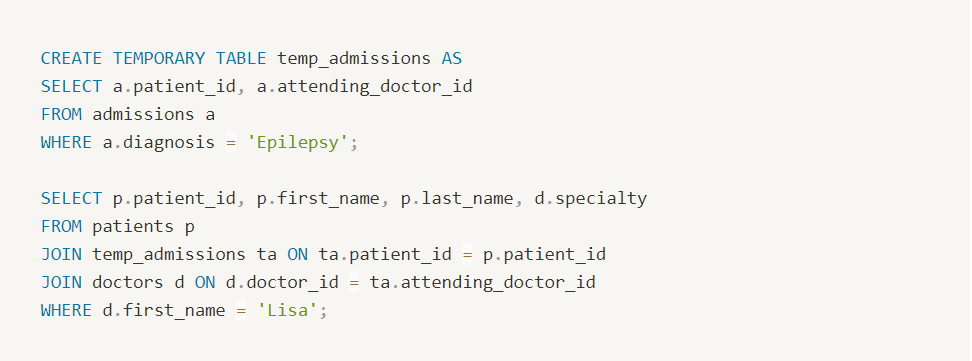 CREATE TEMPORARY TABLE temp_admissions AS
SELECT a.patient_id, a.attending_doctor_id
FROM admissions a
WHERE a.diagnosis = 'Epilepsy';
SELECT p.patient_id, p.first_name, p.last_name, d.specialty
FROM patients p
JOIN temp_admissions ta ON ta.patient_id = p.patient_id
JOIN doctors d ON d.doctor_id = ta.attending_doctor_id
WHERE d.first_name = 'Lisa';